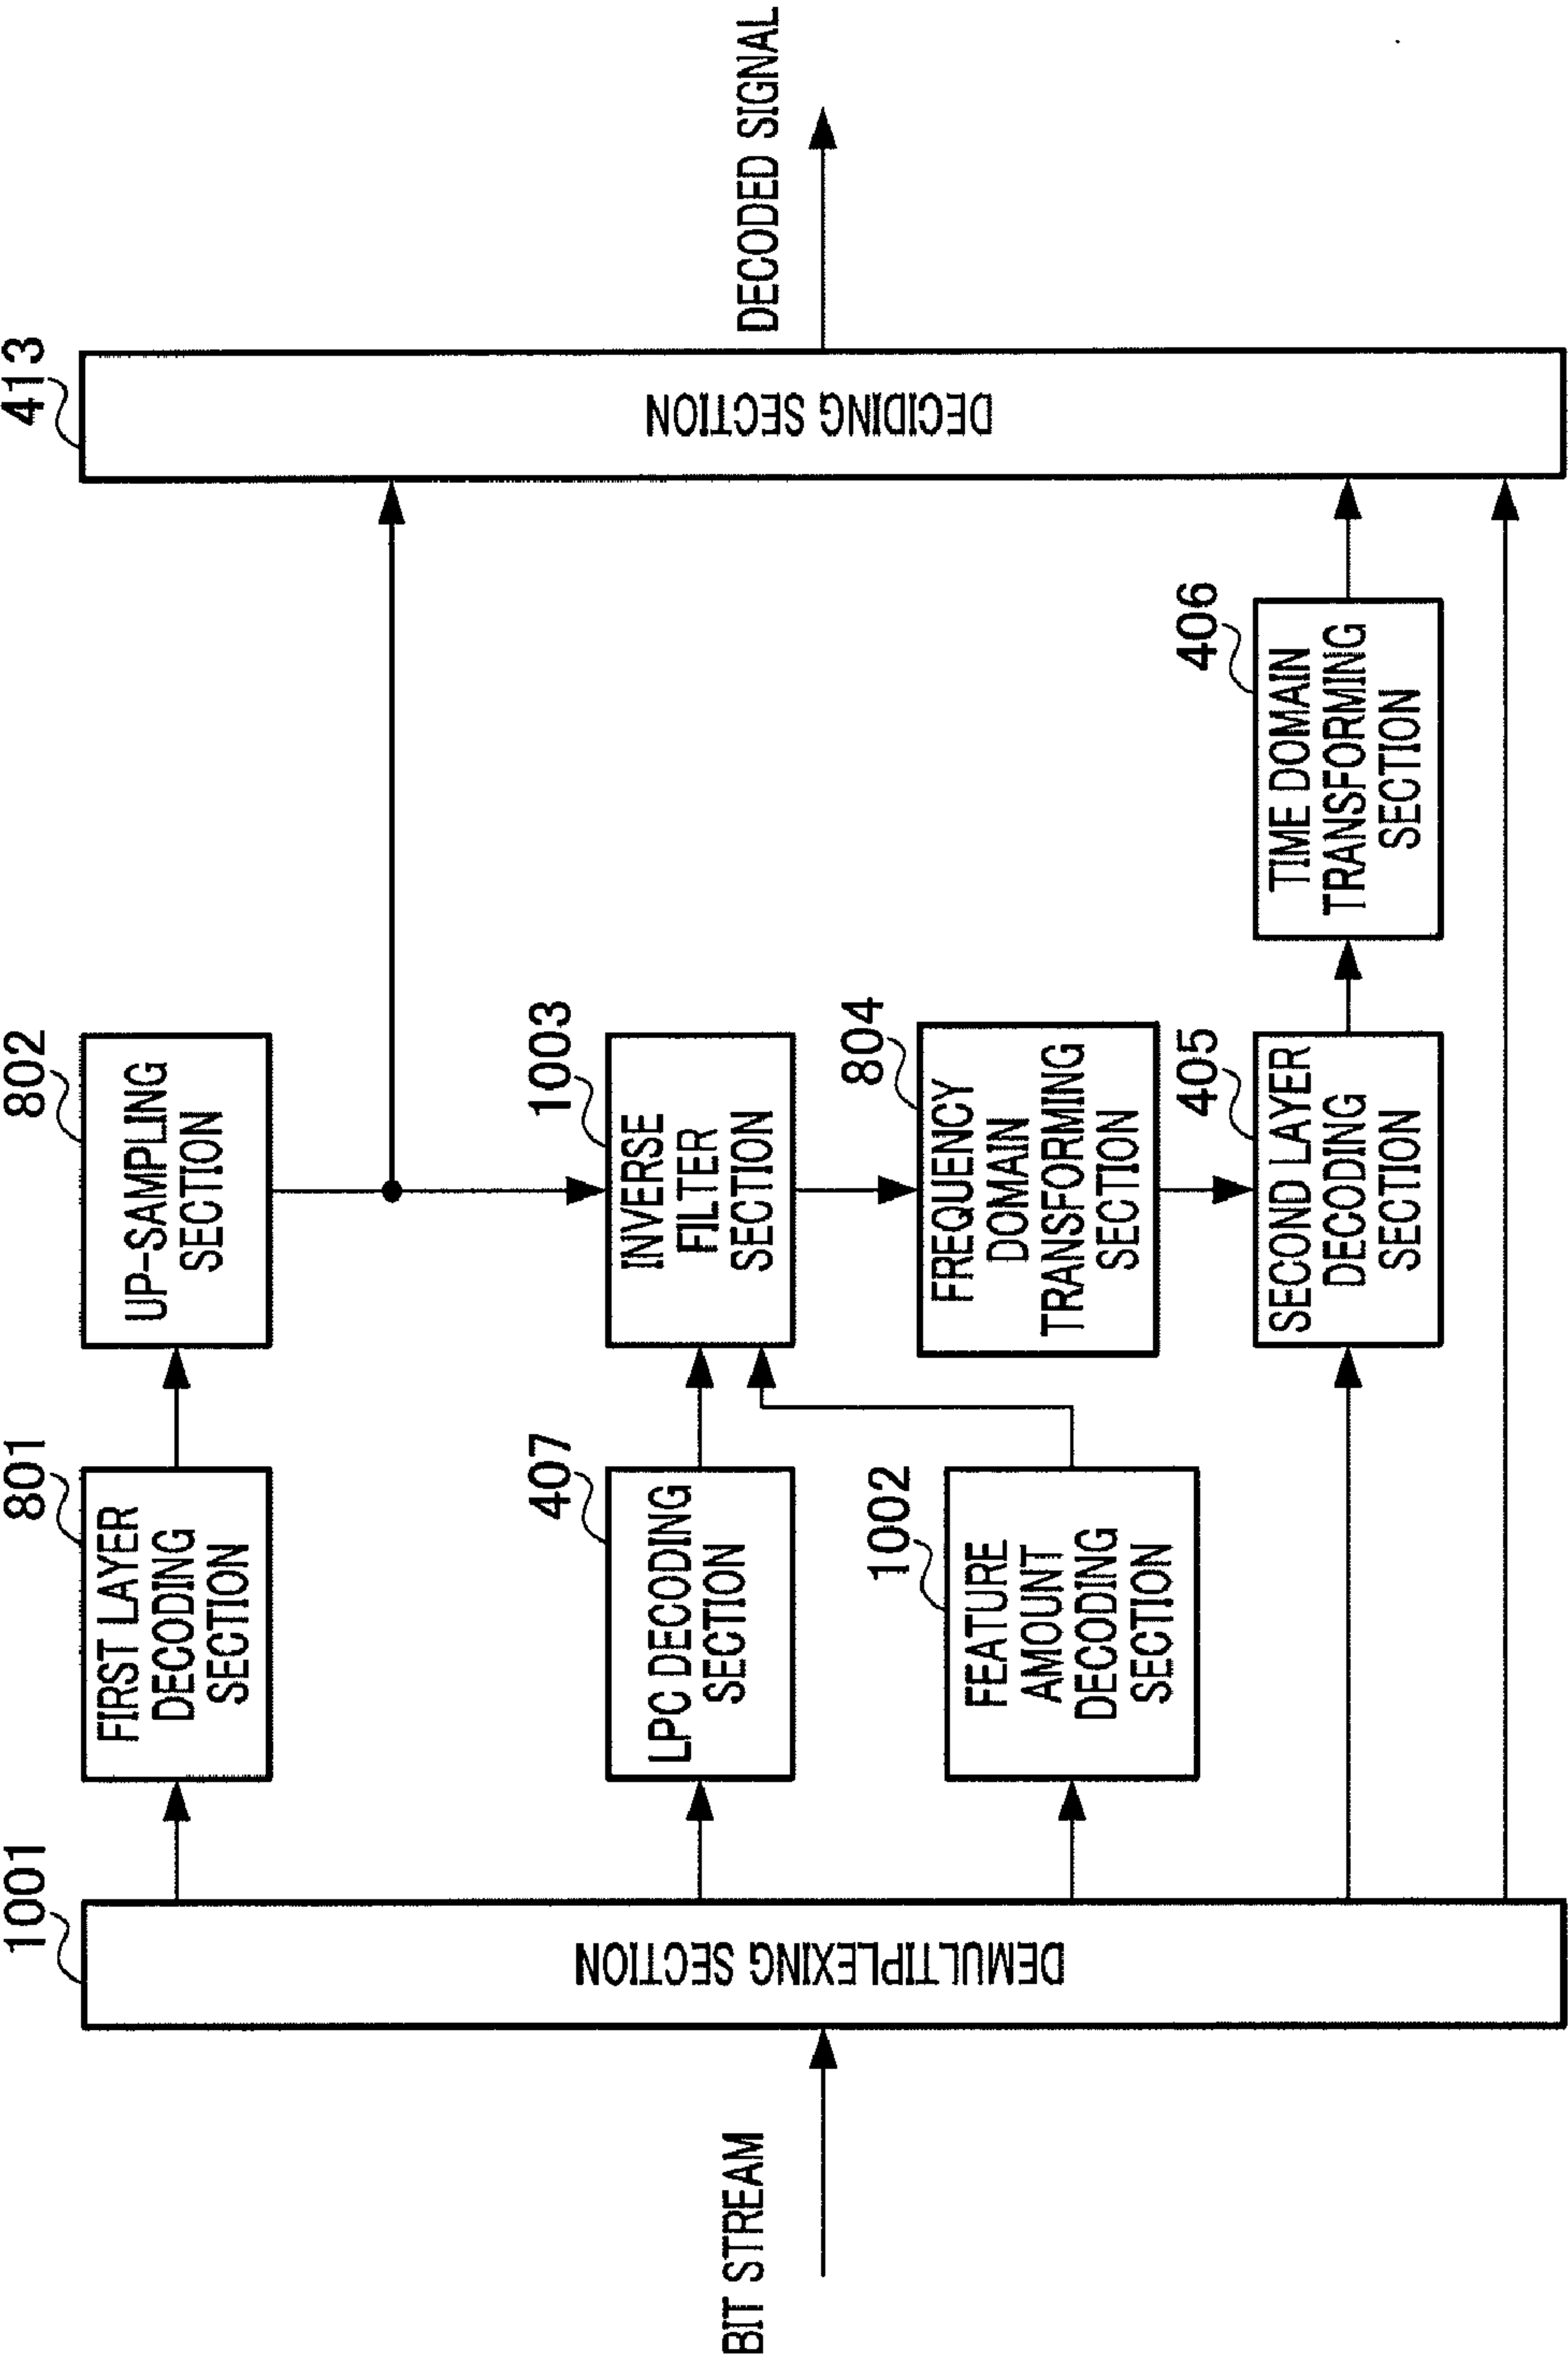 1001
DEMULTIPLEXING SECTION
BIT STREAM
801
FIRST LAYER
DECODING
SECTION
802
UP-SAMPLING
SECTION
407
LPC DECODING
SECTION
1003
INVERSE
FILTER
SECTION
1002
FEATURE
AMOUNT
DECODING
SECTION
804
FREQUENCY
DOMAIN
TRANSFORMING
SECTION
405
SECOND LAYER
DECODING
SECTION
406
TIME DOMAIN
TRANSFORMING
SECTION
413
DECIDING SECTION
DECODED SIGNAL